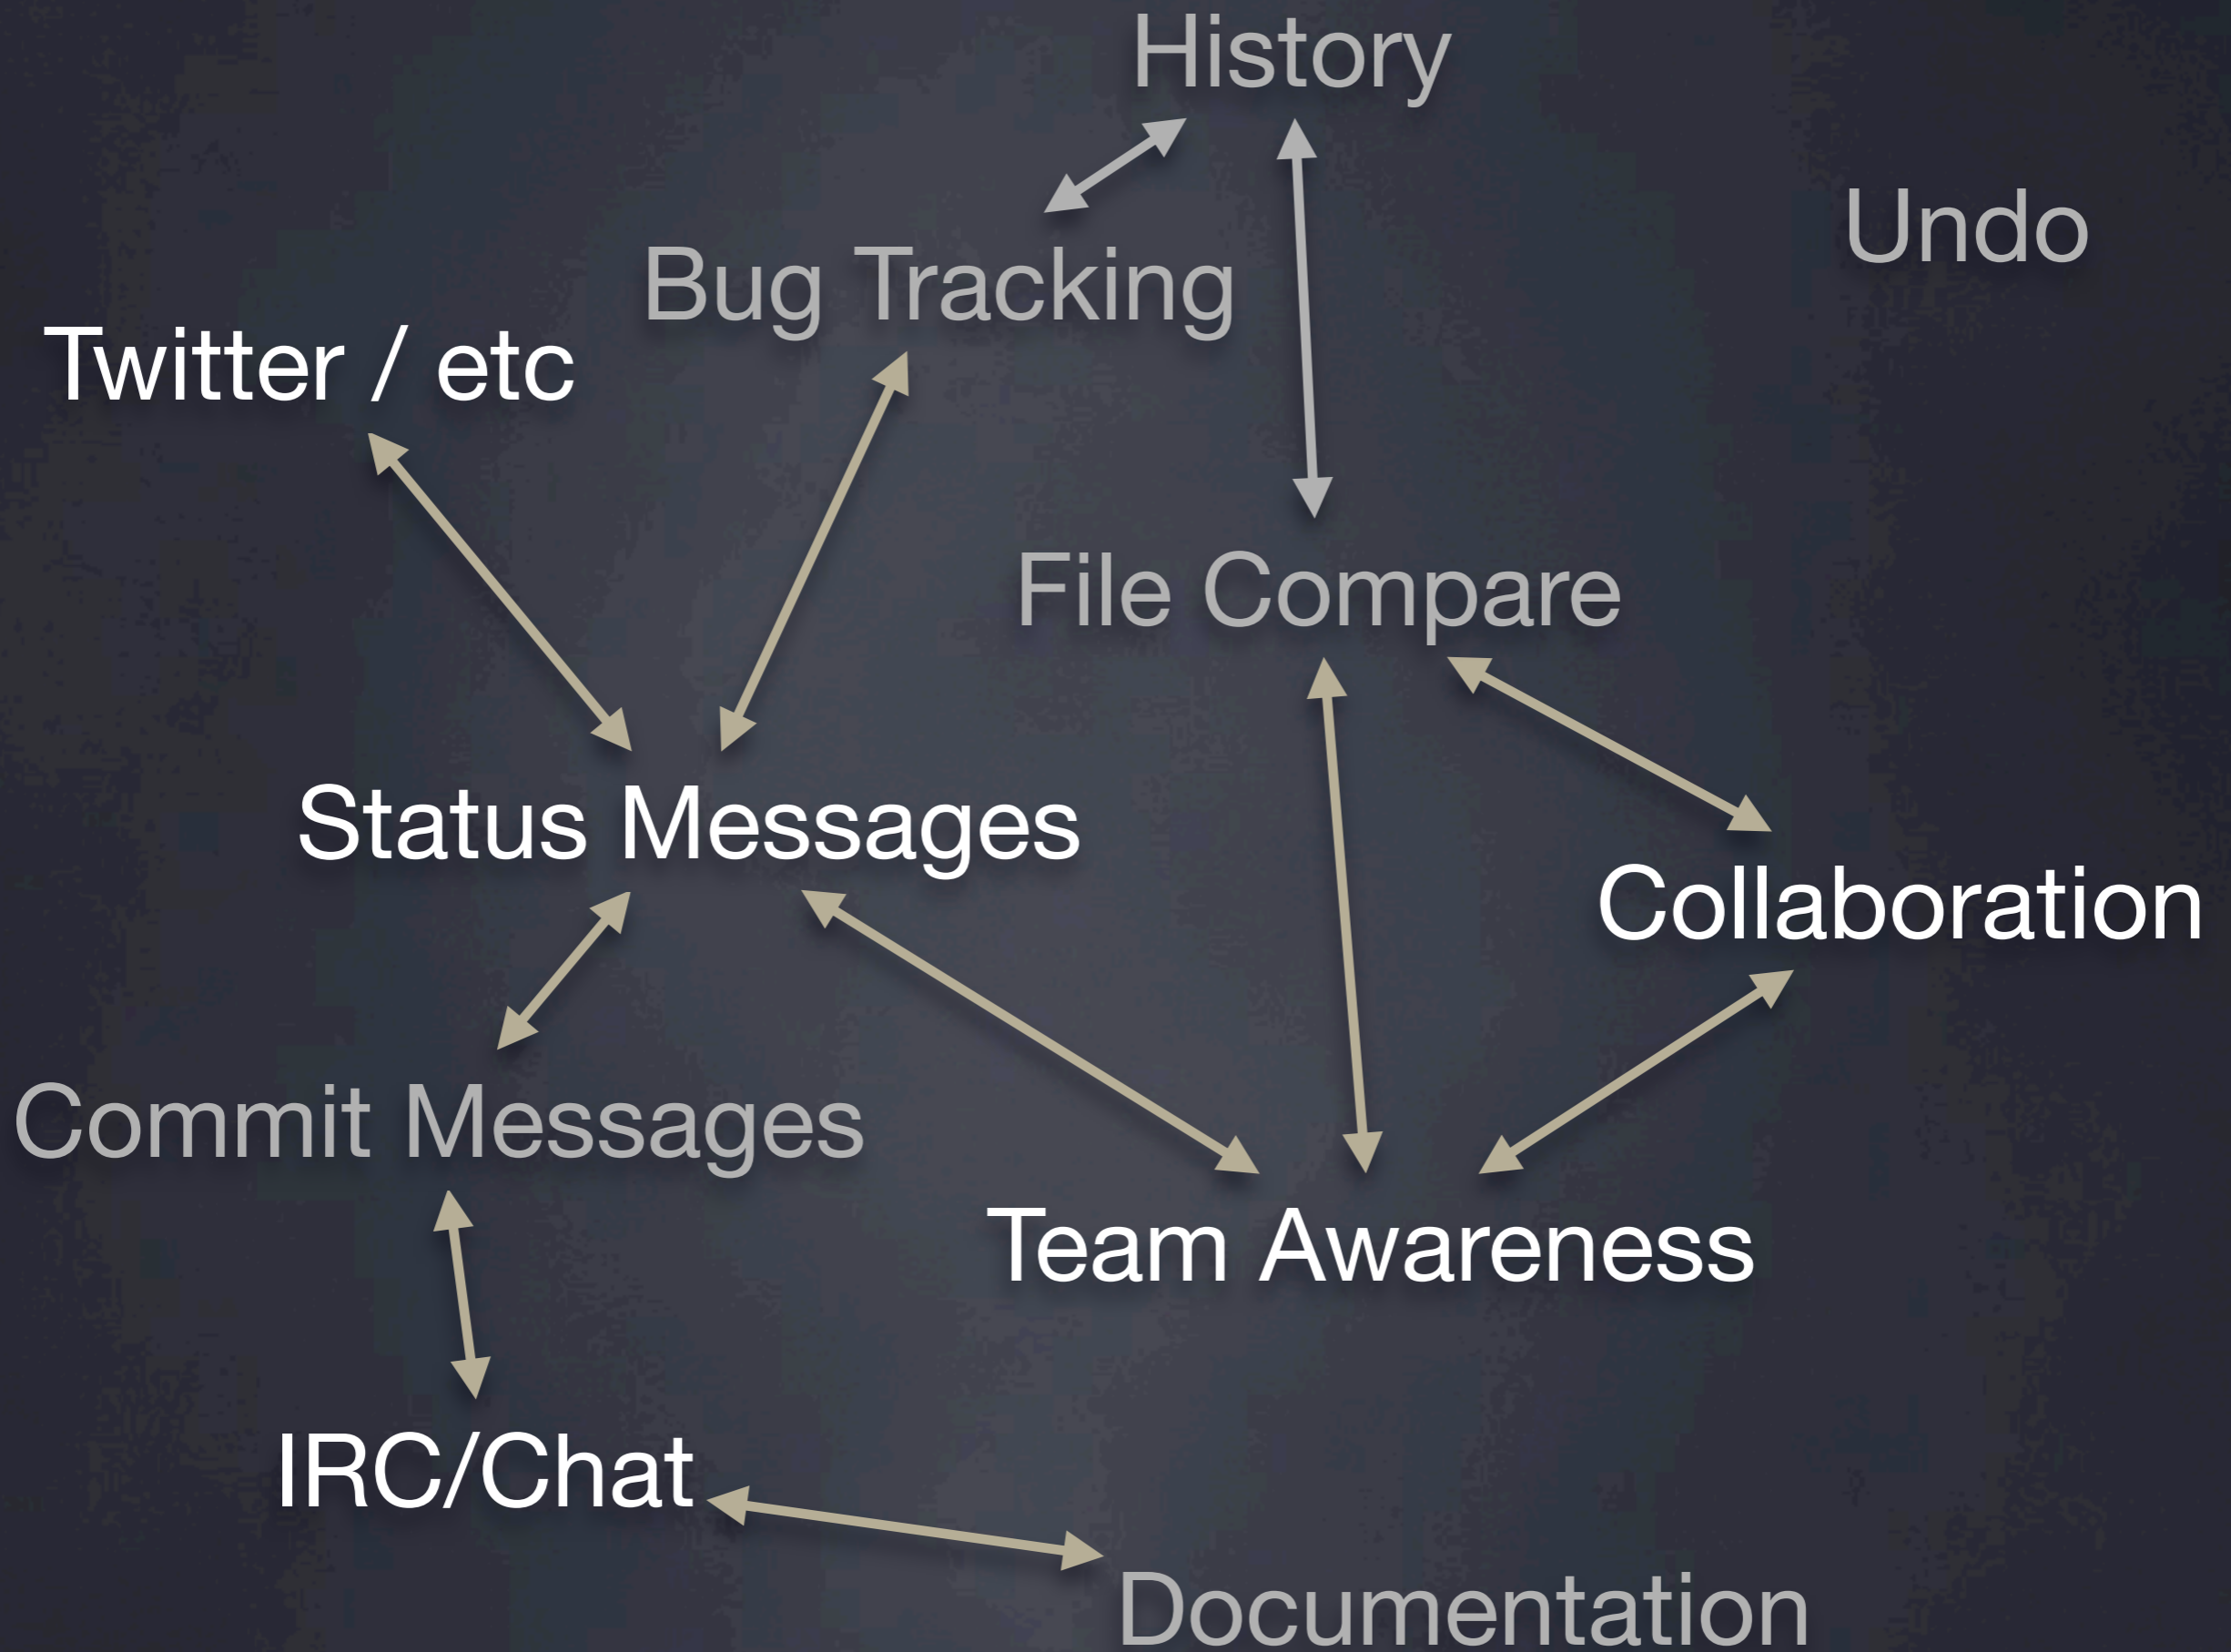 History
Undo
Bug Tracking
Twitter / etc
File Compare
Status Messages
Collaboration
Commit Messages
Team Awareness
IRC/Chat
Documentation